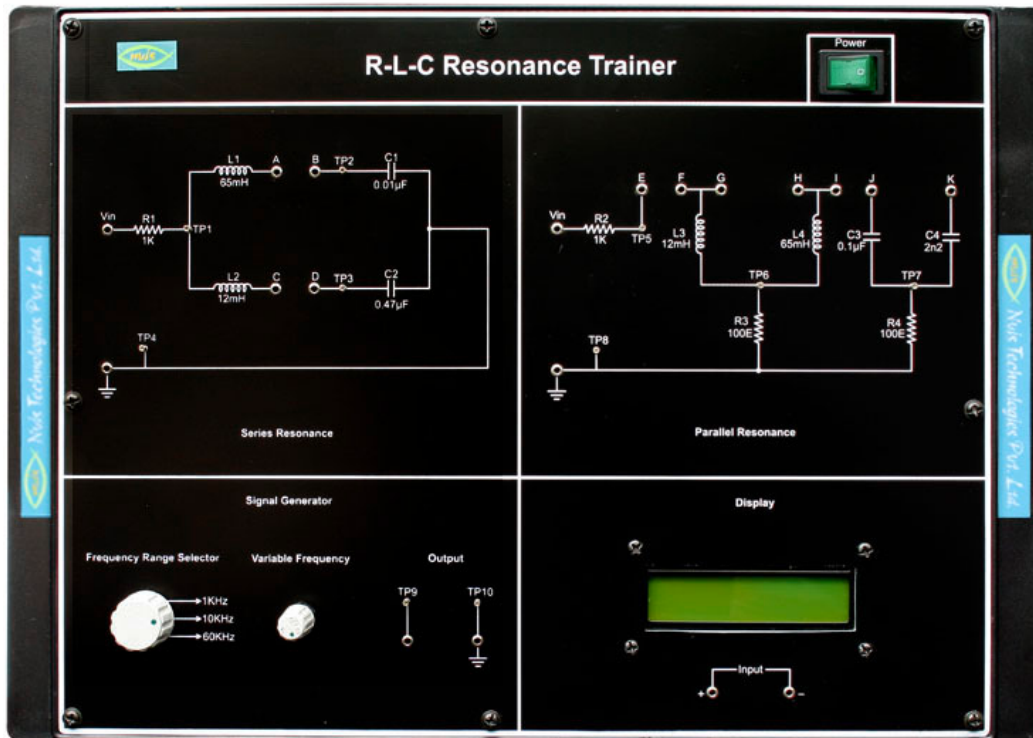 nvis
R-L-C Resonance Trainer
Power
L1
65mH
A
B
TP2
C1
0.01µF
Vin
R1
1K
TP1
L2
12mH
C
D
TP3
C2
0.47µF
TP4
Series Resonance
E
F
G
H
I
J
K
Vin
R2
1K
TP5
L3
12mH
L4
65mH
C3
0.1µF
C4
2n2
TP6
TP7
R3
100E
R4
100E
TP8
Parallel Resonance
Signal Generator
Frequency Range Selector
Variable Frequency
Output
1KHz
10KHz
60KHz
TP9
TP10
Display
Input
+
-
nvis Nvis Technologies Pvt. Ltd.
nvis Nvis Technologies Pvt. Ltd.